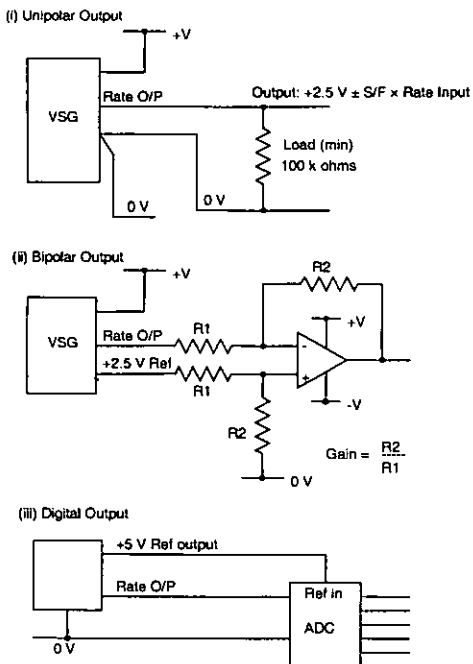 (i) Unipolar Output
+V
Rate O/P
Output: +2.5 V ± S/F × Rate Input
VSG
Load (min)
100 k ohms
0 V
0 V
(ii) Bipolar Output
+V
R2
VSG
Rate O/P
R1
+2.5 V Ref
R1
-
+
+V
-V
R2
Gain = R2
R1
0 V
(iii) Digital Output
+5 V Ref output
Rate O/P
Ref in
ADC
0 V